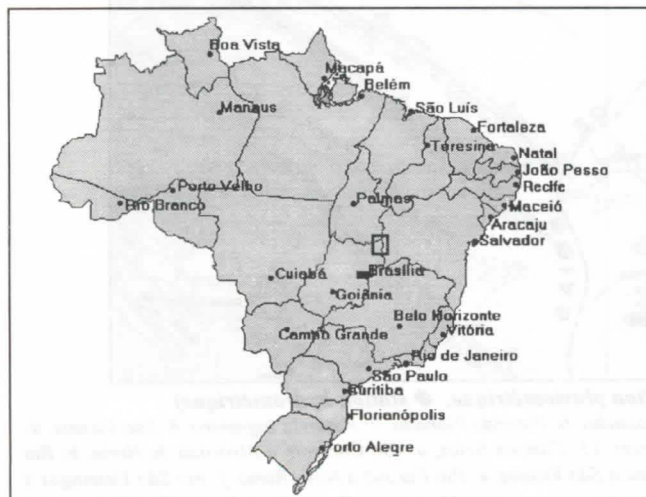 Boa Vista
Macapá
Belém
Manaus
São Luís
Fortaleza
Teresina
Natal
João Pesso
Porto Velho
Recife
Rio Branco
Palmas
Maceió
Aracaju
Salvador
Brasília
Cuiabá
Goiânia
Belo Horizonte
Campo Grande
Vitória
Rio de Janeiro
São Paulo
Curitiba
Florianópolis
Porto Alegre